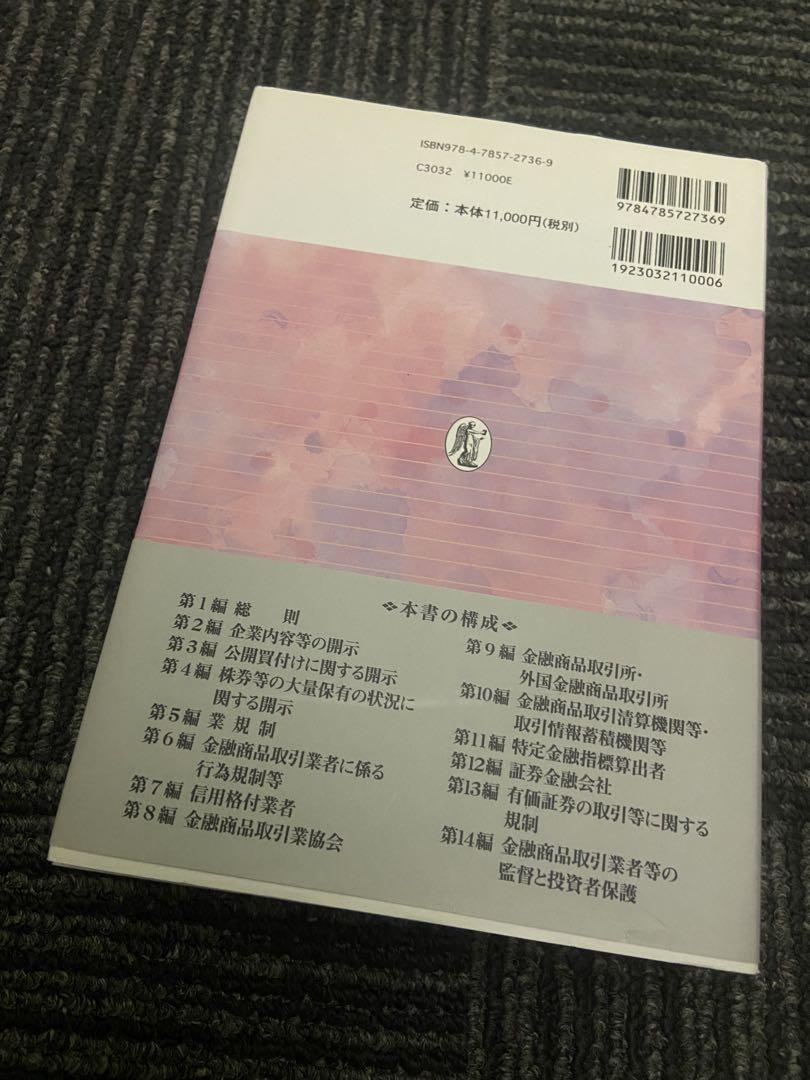 ISBN978-4-7857-2736-9
C3032 ¥11000E
定価：本体11,000円(税別)
9784785727369
1923032110006
❖本書の構成❖
第1編 総　則
第2編 企業内容等の開示
第3編 公開買付けに関する開示
第4編 株券等の大量保有の状況に
関する開示
第5編 業 規 制
第6編 金融商品取引業者に係る
行為規制等
第7編 信用格付業者
第8編 金融商品取引業協会
第9編 金融商品取引所・
外国金融商品取引所
第10編 金融商品取引清算機関等・
取引情報蓄積機関等
第11編 特定金融指標算出者
第12編 証券金融会社
第13編 有価証券の取引等に関する
規制
第14編 金融商品取引業者等の
監督と投資者保護